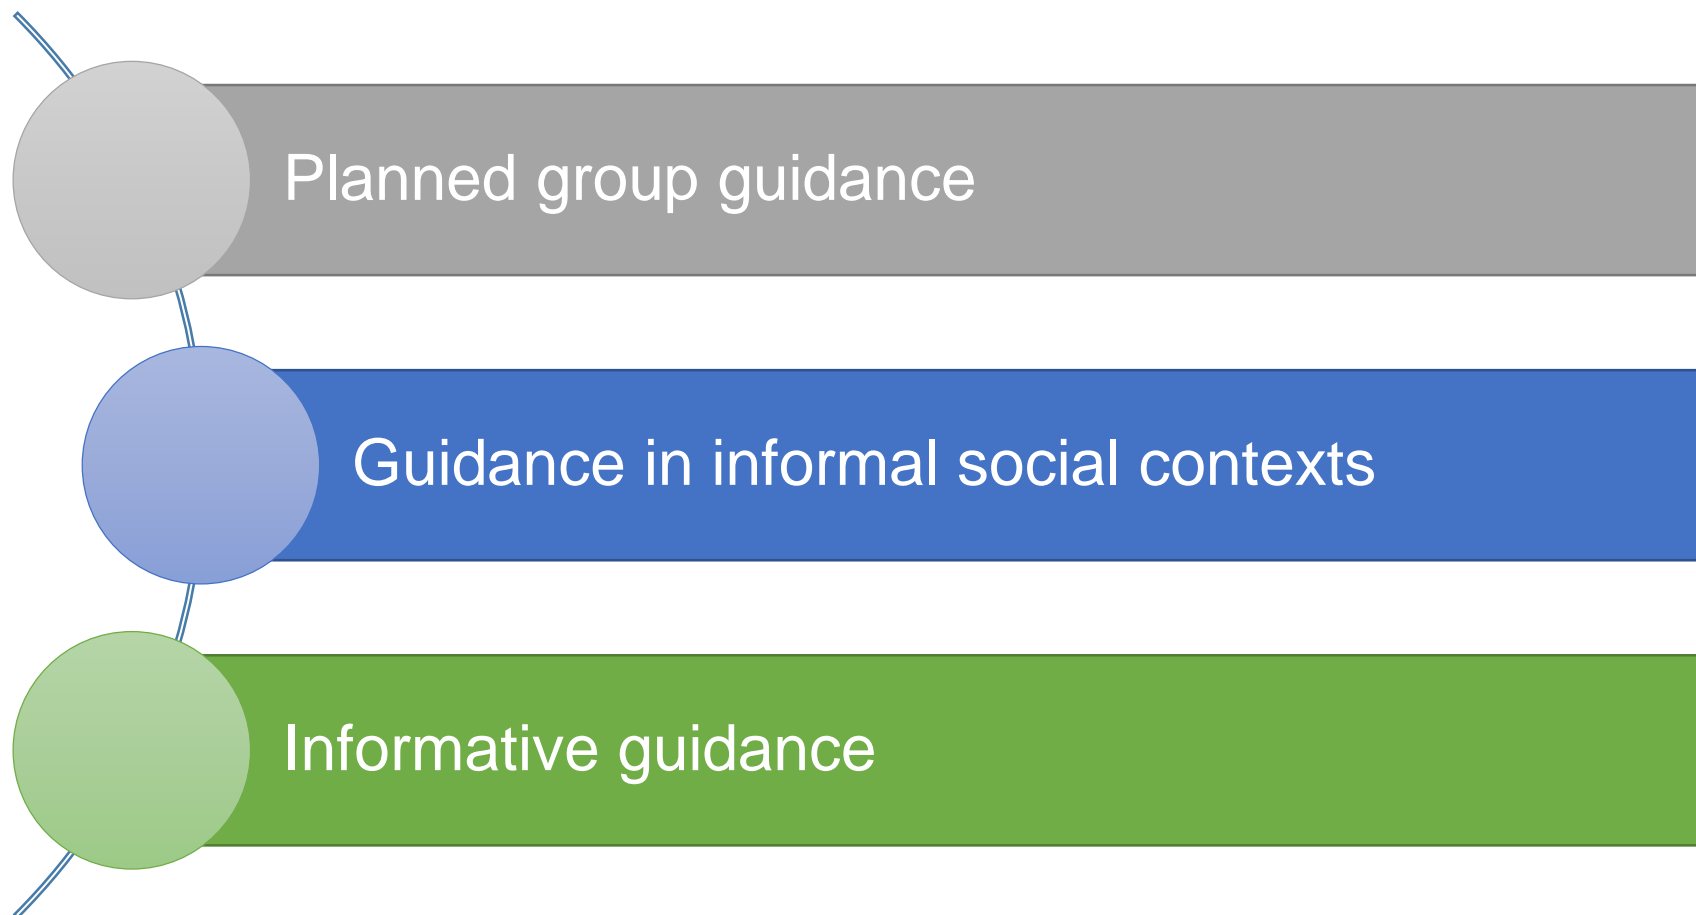 Planned group guidance
Guidance in informal social contexts
Informative guidance